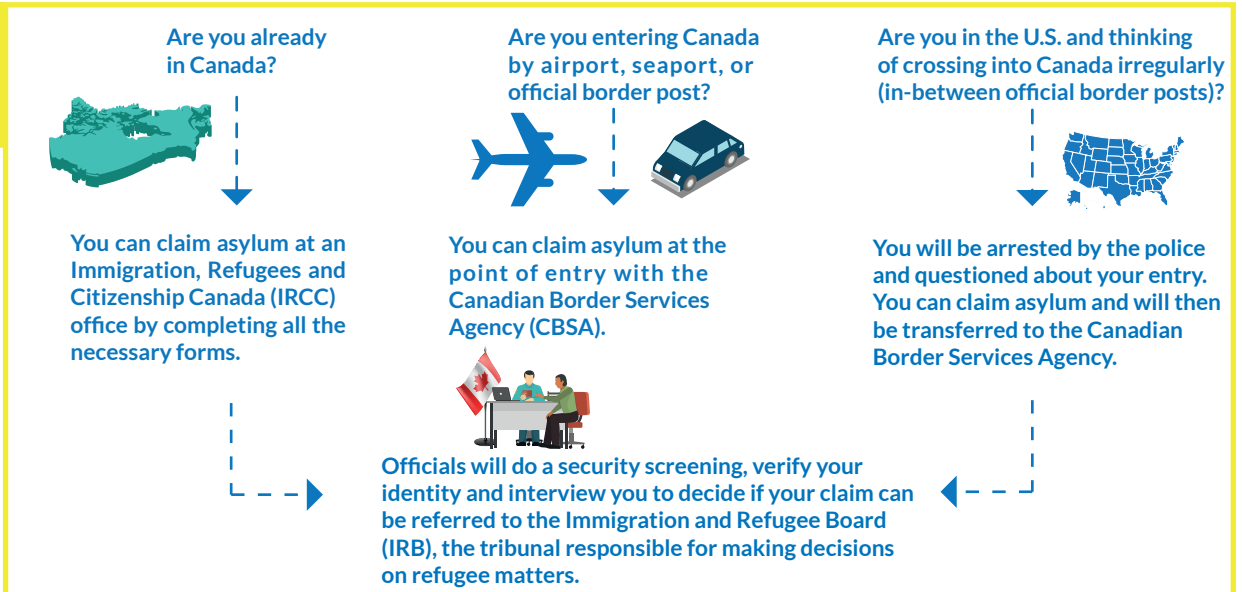 Are you already
in Canada?
You can claim asylum at an
Immigration, Refugees and
Citizenship Canada (IRCC)
office by completing all the
necessary forms.
Are you entering Canada
by airport, seaport, or
official border post?
You can claim asylum at the
point of entry with the
Canadian Border Services
Agency (CBSA).
Are you in the U.S. and thinking
of crossing into Canada irregularly
(in-between official border posts)?
You will be arrested by the police
and questioned about your entry.
You can claim asylum and will then
be transferred to the Canadian
Border Services Agency.
Officials will do a security screening, verify your
identity and interview you to decide if your claim can
be referred to the Immigration and Refugee Board
(IRB), the tribunal responsible for making decisions
on refugee matters.